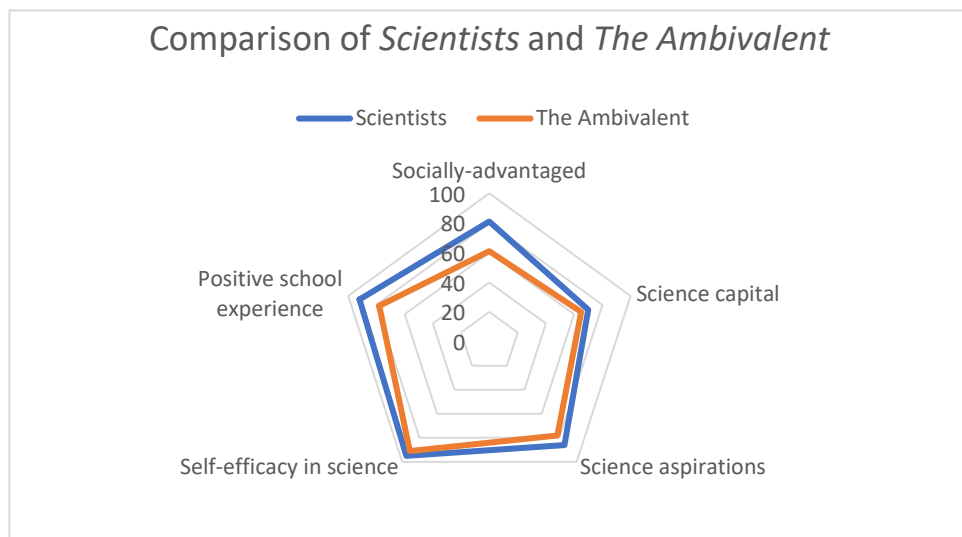 Comparison of Scientists and The Ambivalent
Scientists
The Ambivalent
Socially-advantaged
100
80
60
40
20
0
Science capital
Science aspirations
Self-efficacy in science
Positive school
experience